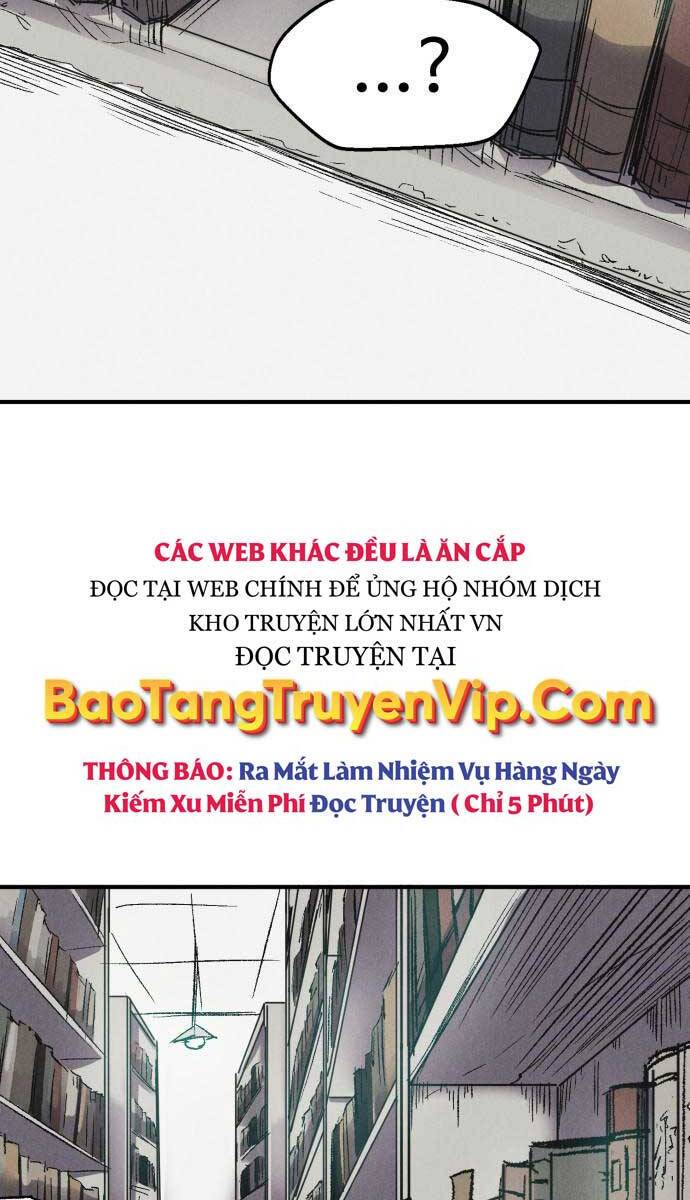 ...?
CÁC WEB KHÁC ĐỀU LÀ ĂN CẮP
ĐỌC TẠI WEB CHÍNH ĐỂ ỦNG HỘ NHÓM DỊCH
KHO TRUYỆN LỚN NHẤT VN
ĐỌC TRUYỆN TẠI
BaoTangTruyenVip.Com
THÔNG BÁO: Ra Mắt Làm Nhiệm Vụ Hàng Ngày
Kiếm Xu Miễn Phí Đọc Truyện ( Chỉ 5 Phút)